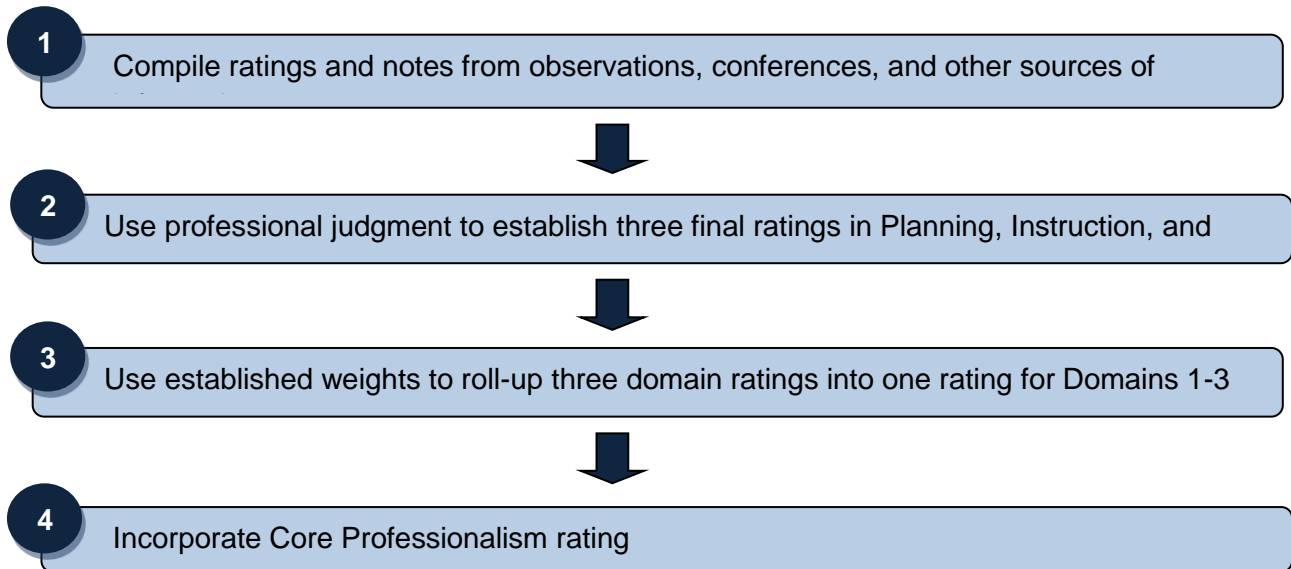 1
Compile ratings and notes from observations, conferences, and other sources of
2
Use professional judgment to establish three final ratings in Planning, Instruction, and
3
Use established weights to roll-up three domain ratings into one rating for Domains 1-3
4
Incorporate Core Professionalism rating